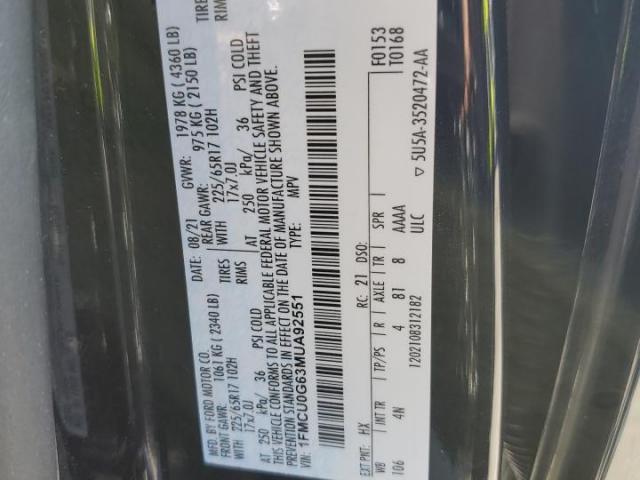 MFD. BY FORD MOTOR CO. DATE: 08/21 GVWR: 1978 KG ( 4360 LB)
FRONT GAWR: 1061 KG ( 2340 LB) REAR GAWR: 975 KG ( 2150 LB)
WITH 225/65R17 102H TIRES WITH 225/65R17 102H TIRES
17x7.0J RIMS 17x7.0J RIMS
AT 250 kPa/ 36 PSI COLD AT 250 kPa/ 36 PSI COLD
THIS VEHICLE CONFORMS TO ALL APPLICABLE FEDERAL MOTOR VEHICLE SAFETY AND THEFT
PREVENTION STANDARDS IN EFFECT ON THE DATE OF MANUFACTURE SHOWN ABOVE.
VIN: 1FMCU0G63MUA92551 TYPE: MPV
F0153
T0168
EXT PNT: HX RC: 21 DSO:
WB INT TR TP/PS R AXLE TR SPR
106 4N 4 81 8 AAAA
1202108312182 ULC
▽ 5U5A-3520472-AA